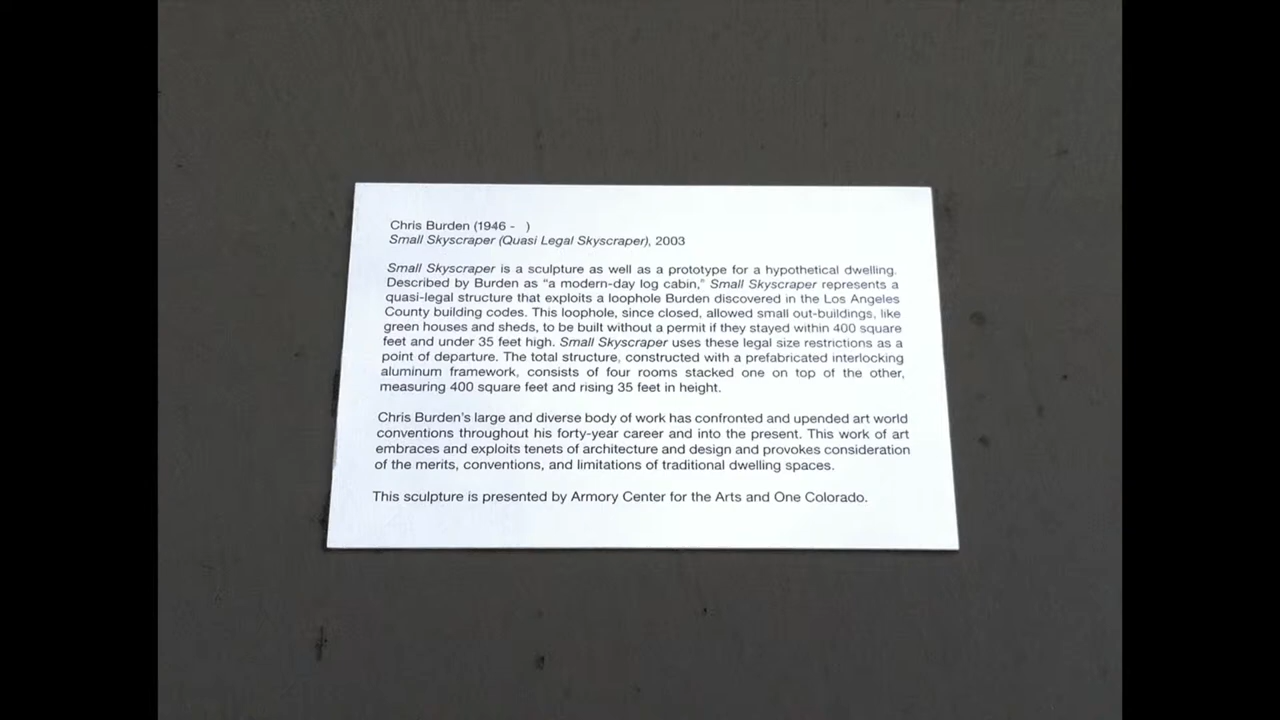 Chris Burden (1946 -   )
Small Skyscraper (Quasi Legal Skyscraper), 2003
Small Skyscraper is a sculpture as well as a prototype for a hypothetical dwelling.
Described by Burden as “a modern-day log cabin,” Small Skyscraper represents a
quasi-legal structure that exploits a loophole Burden discovered in the Los Angeles
County building codes. This loophole, since closed, allowed small out-buildings, like
green houses and sheds, to be built without a permit if they stayed within 400 square
feet and under 35 feet high. Small Skyscraper uses these legal size restrictions as a
point of departure. The total structure, constructed with a prefabricated interlocking
aluminum framework, consists of four rooms stacked one on top of the other,
measuring 400 square feet and rising 35 feet in height.
Chris Burden’s large and diverse body of work has confronted and upended art world
conventions throughout his forty-year career and into the present. This work of art
embraces and exploits tenets of architecture and design and provokes consideration
of the merits, conventions, and limitations of traditional dwelling spaces.
This sculpture is presented by Armory Center for the Arts and One Colorado.